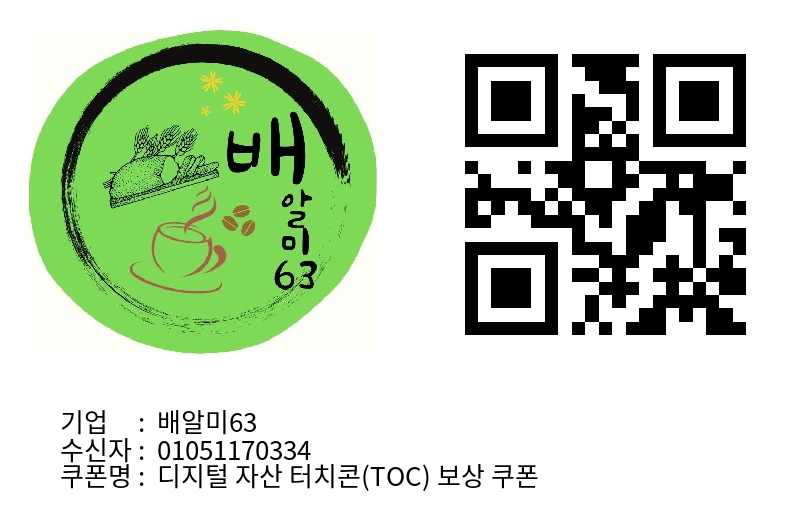 배
알
미
63
기업 : 배알미63
수신자 : 01051170334
쿠폰명 : 디지털 자산 터치콘(TOC) 보상 쿠폰